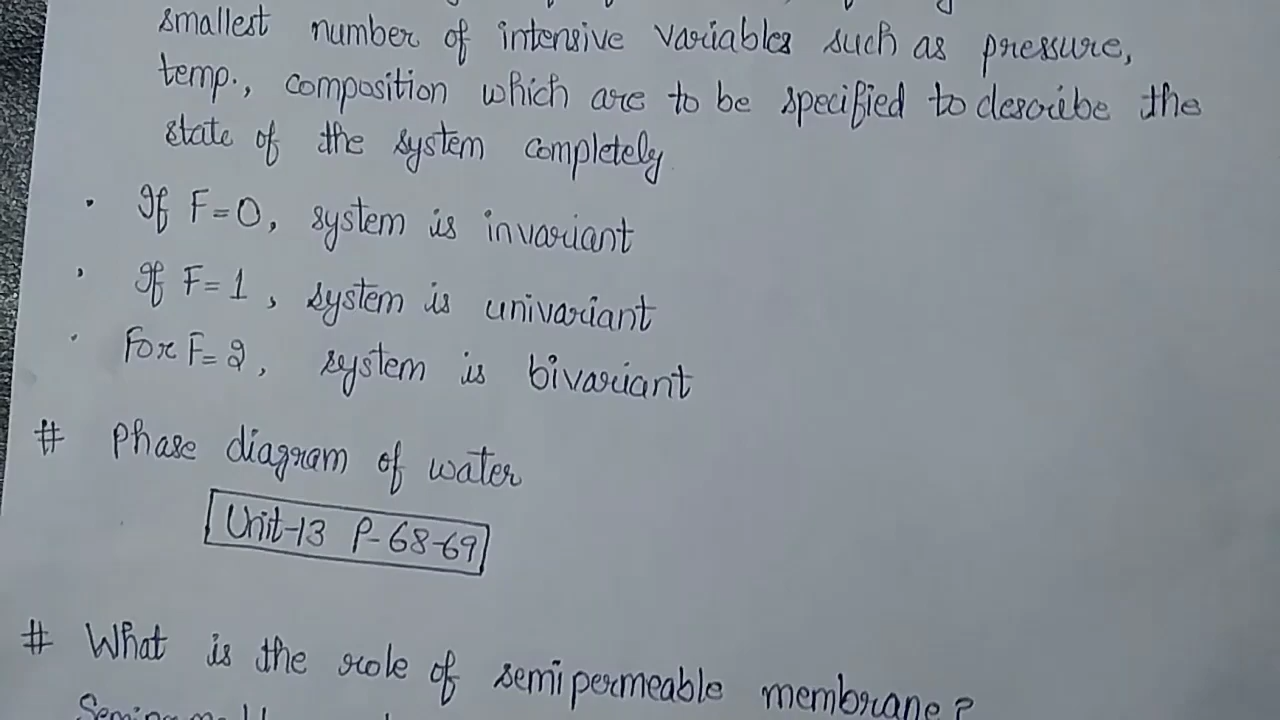 smallest number of intensive variables such as pressure,
temp., composition which are to be specified to describe the
state of the system completely
· If F=0, system is invariant
· If F=1, system is univariant
· For F=2, system is bivariant
# Phase diagram of water
Unit-13 P-68-69
# What is the role of semipermeable membrane?